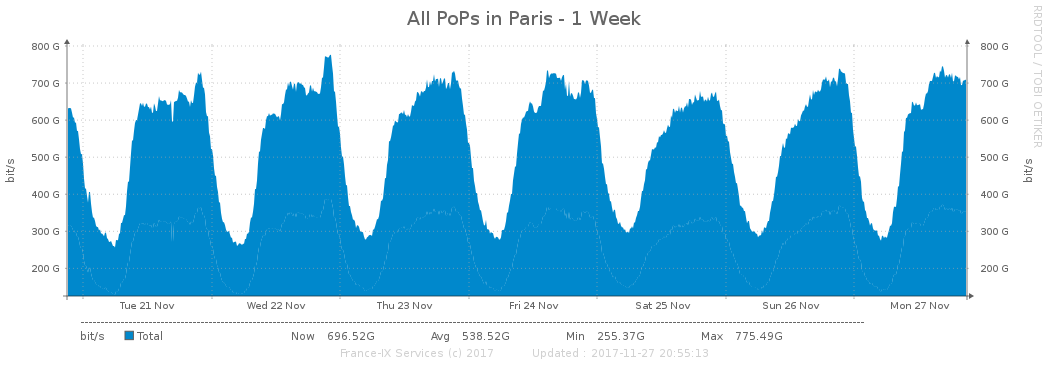 All PoPs in Paris - 1 Week
RRDTOOL / TOBI OETIKER
bit/s
800 G 800 G
700 G 700 G
600 G 600 G
500 G 500 G
400 G 400 G
300 G 300 G
200 G 200 G
bit/s
Tue 21 Nov Wed 22 Nov Thu 23 Nov Fri 24 Nov Sat 25 Nov Sun 26 Nov Mon 27 Nov
bit/s Total Now 696.52G Avg 538.52G Min 255.37G Max 775.49G
France-IX Services (c) 2017 Updated : 2017-11-27 20:55:13